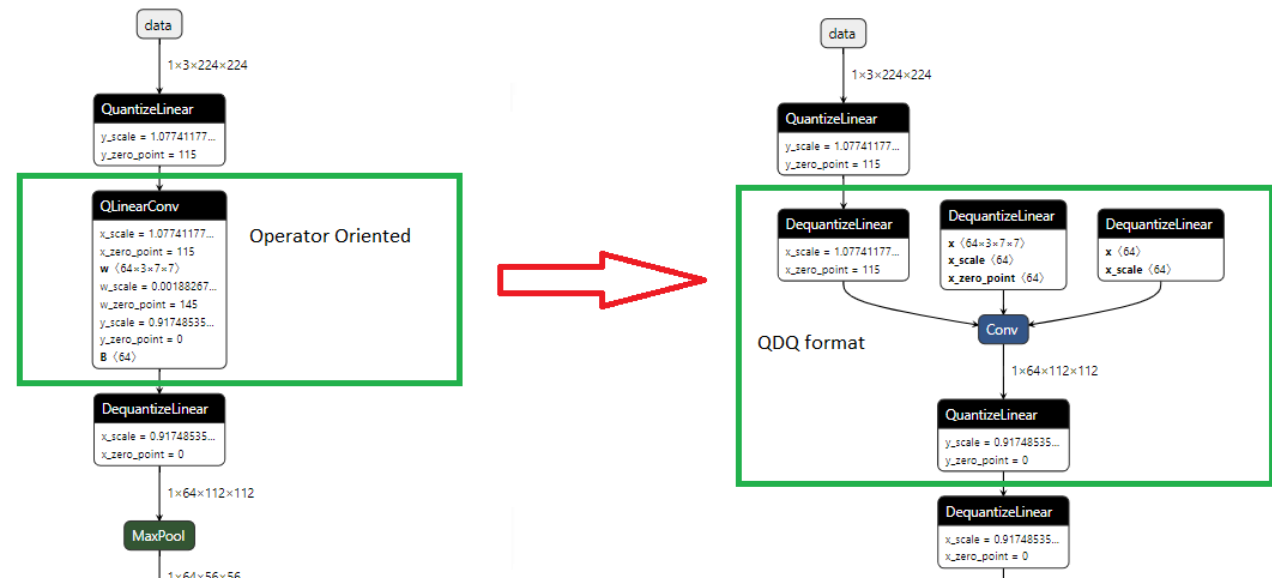 data
1×3×224×224
QuantizeLinear
y_scale = 1.07741177...
y_zero_point = 115
QLinearConv
x_scale = 1.07741177...
x_zero_point = 115
w ⟨64×3×7×7⟩
w_scale = 0.00188267...
w_zero_point = 145
y_scale = 0.91748535...
y_zero_point = 0
B ⟨64⟩
Operator Oriented
DequantizeLinear
x_scale = 0.91748535...
x_zero_point = 0
1×64×112×112
MaxPool
1×64×56×56
data
1×3×224×224
QuantizeLinear
y_scale = 1.07741177...
y_zero_point = 115
DequantizeLinear
x_scale = 1.07741177...
x_zero_point = 115
DequantizeLinear
x ⟨64×3×7×7⟩
x_scale ⟨64⟩
x_zero_point ⟨64⟩
DequantizeLinear
x ⟨64⟩
x_scale ⟨64⟩
Conv
QDQ format
1×64×112×112
QuantizeLinear
y_scale = 0.91748535...
y_zero_point = 0
DequantizeLinear
x_scale = 0.91748535...
x_zero_point = 0